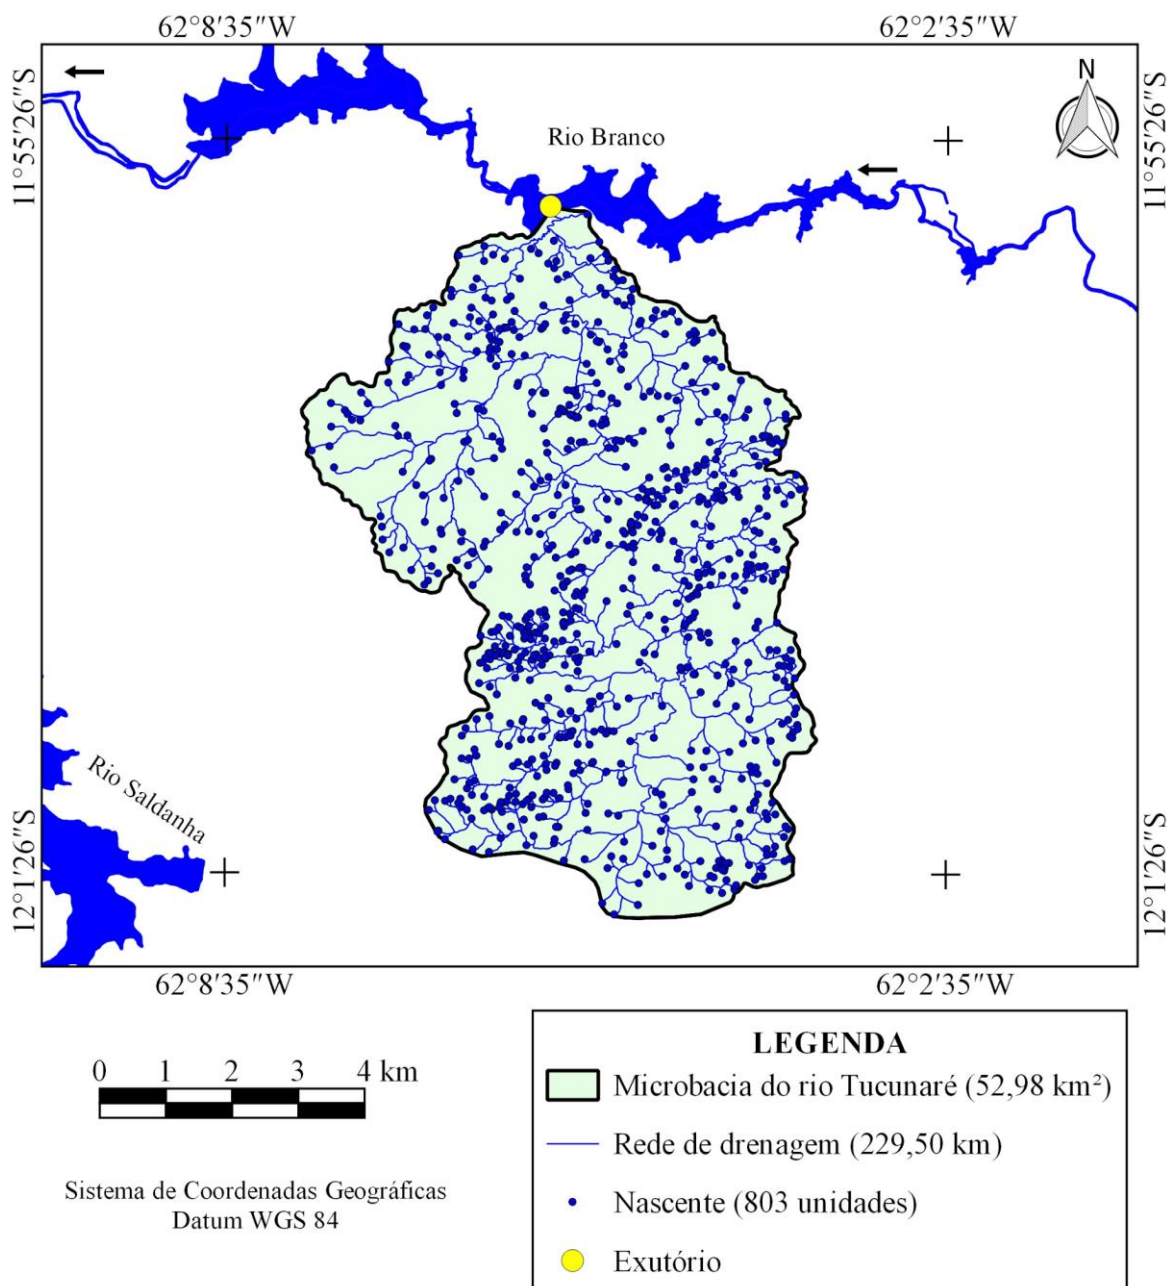 62°8'35"W
62°2'35"W
11°55'26"S
N
11°55'26"S
Rio Branco
Rio Saldanha
12°1'26"S
12°1'26"S
62°8'35"W
62°2'35"W
0 1 2 3 4 km
Sistema de Coordenadas Geográficas
Datum WGS 84
LEGENDA
Microbacia do rio Tucunaré (52,98 km²)
Rede de drenagem (229,50 km)
Nascente (803 unidades)
Exutório